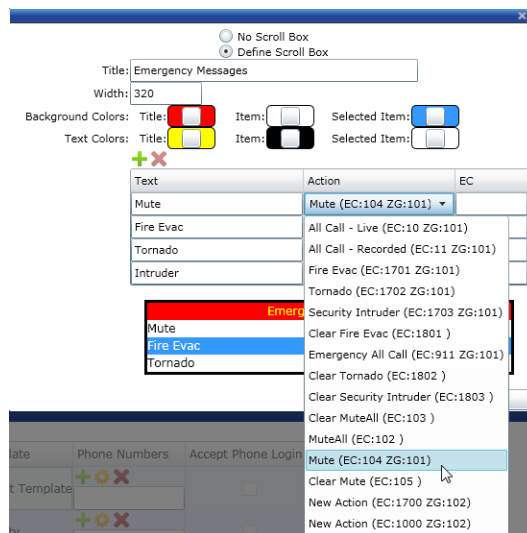 No Scroll Box
Define Scroll Box
Title: Emergency Messages
Width: 320
Background Colors: Title: Item: Selected Item:
Text Colors: Title: Item: Selected Item:
Text Action EC
Mute Mute (EC:104 ZG:101)
Fire Evac
Tornado
Intruder
All Call - Live (EC:10 ZG:101)
All Call - Recorded (EC:11 ZG:101)
Fire Evac (EC:1701 ZG:101)
Tornado (EC:1702 ZG:101)
Security Intruder (EC:1703 ZG:101)
Clear Fire Evac (EC:1801 )
Emergency All Call (EC:911 ZG:101)
Clear Tornado (EC:1802 )
Clear Security Intruder (EC:1803 )
Clear MuteAll (EC:103 )
MuteAll (EC:102 )
Mute (EC:104 ZG:101)
Clear Mute (EC:105 )
New Action (EC:1700 ZG:102)
New Action (EC:1000 ZG:102)
Emerg
Mute
Fire Evac
Tornado
late Phone Numbers Accept Phone Login
t Template